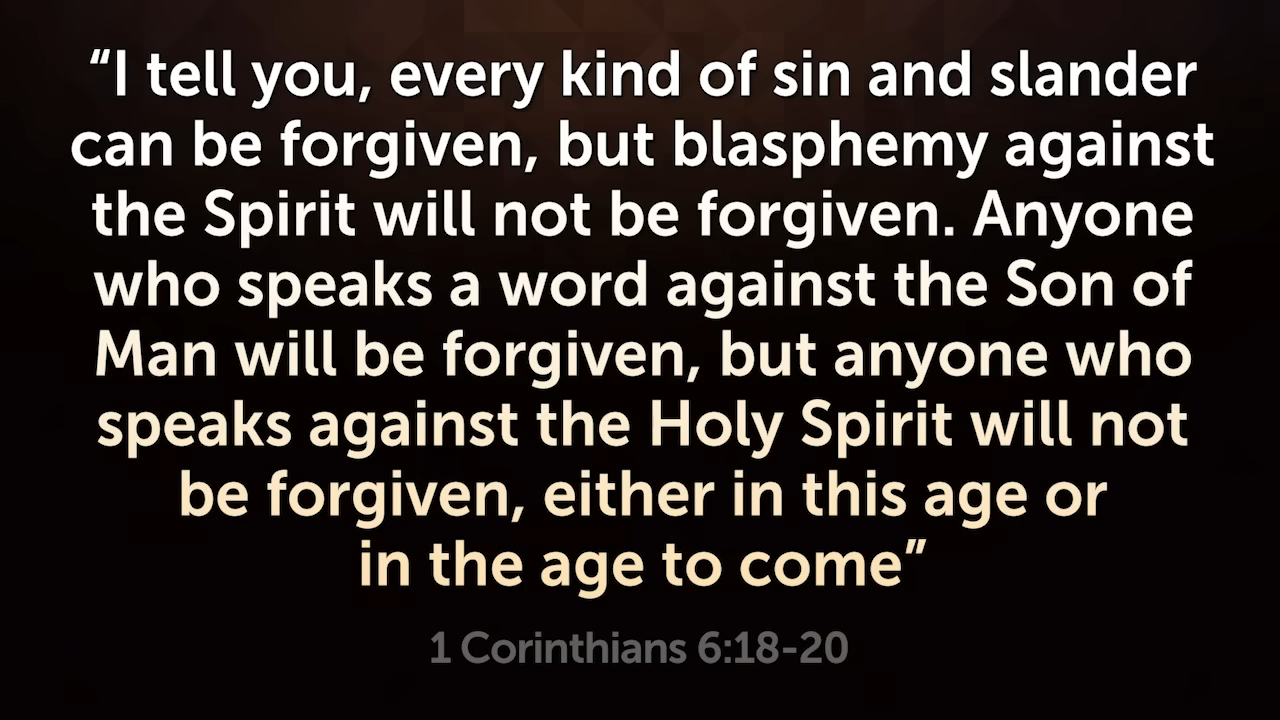 “I tell you, every kind of sin and slander
can be forgiven, but blasphemy against
the Spirit will not be forgiven. Anyone
who speaks a word against the Son of
Man will be forgiven, but anyone who
speaks against the Holy Spirit will not
be forgiven, either in this age or
in the age to come”
1 Corinthians 6:18-20